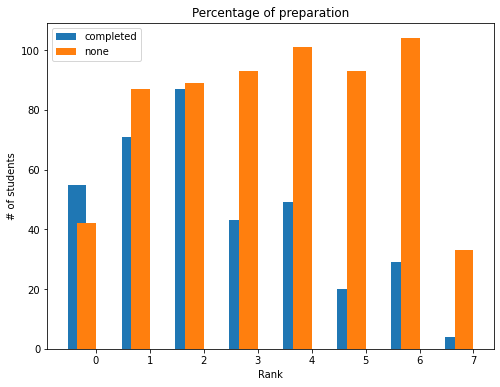 Percentage of preparation
completed
none
# of students
100
80
60
40
20
0
0 1 2 3 4 5 6 7
Rank